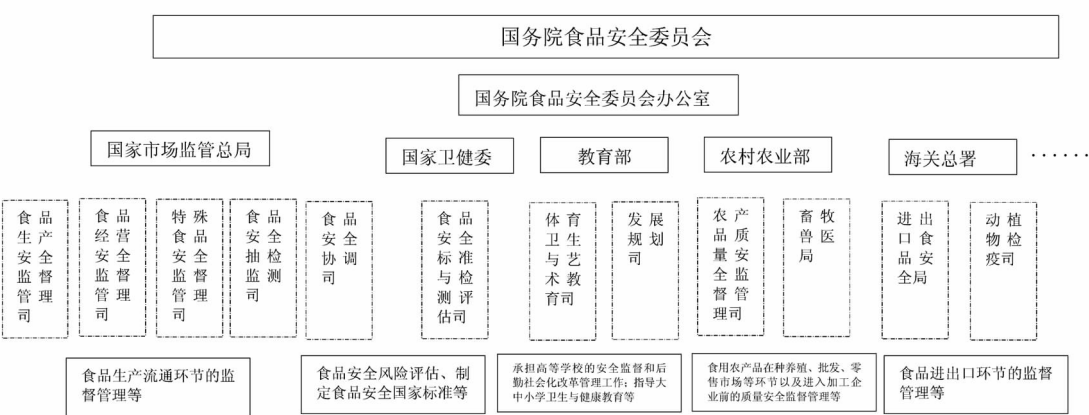 国务院食品安全委员会
国务院食品安全委员会办公室
国家市场监管总局
国家卫健委
教育部
农村农业部
海关总署
......
食品
生产
安全
监督
管理
司
食品
经营
安全
监督
管理
司
特殊
食品
安全
监督
管理
司
食品
安全
抽检
监测
司
食品
安全
协调
司
食品
安全
标准
与检
测评
估司
体育
卫生
与艺
术教
育司
发展
规划
司
农产
品质
量安
全监
督管
理司
畜牧
兽医
局
进出
口食
品安
全局
动植
物检
疫司
食品生产流通环节的监
督管理等
食品安全风险评估、制
定食品安全国家标准等
承担高等学校的安全监督和后
勤社会化改革管理工作；指导大
中小学卫生与健康教育等
食用农产品在种养殖、批发、零
售市场等环节以及进入加工企
业前的质量安全监督管理等
食品进出口环节的监督
管理等